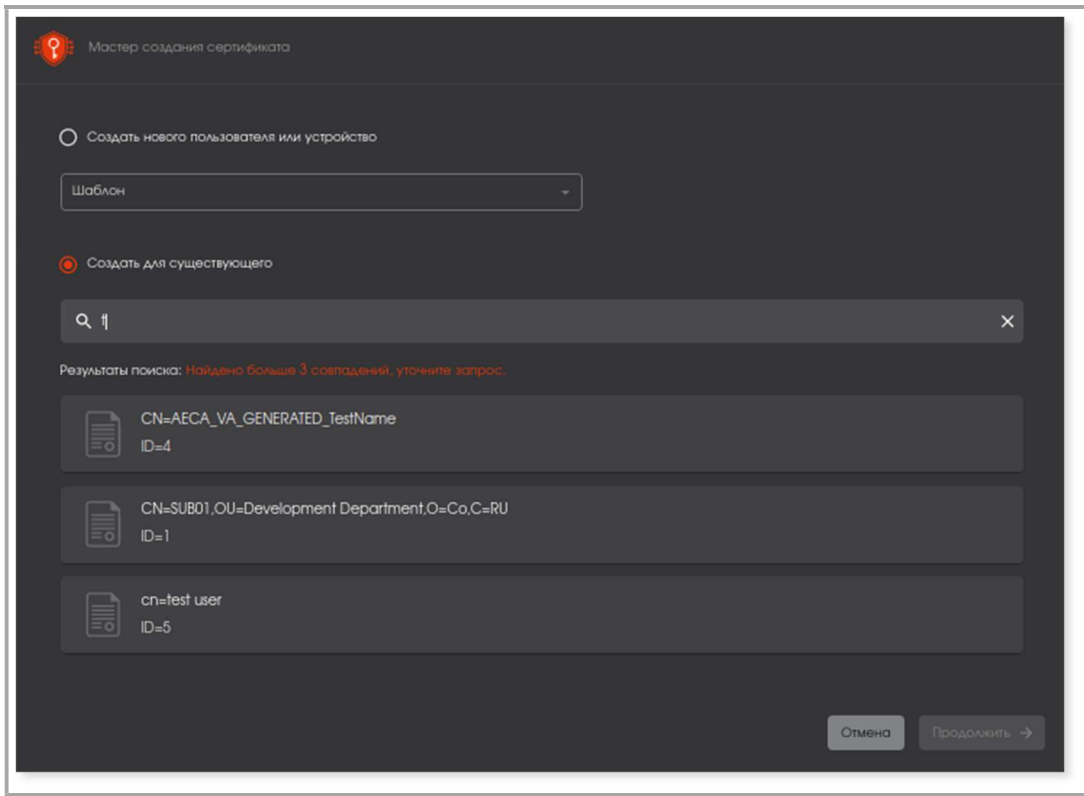 Мастер создания сертификата
Создать нового пользователя или устройство
Шаблон
Создать для существующего
t
Результаты поиска: Найдено больше 3 совпадений, уточните запрос.
CN=AECA_VA_GENERATED_TestName
ID=4
CN=SUB01,OU=Development Department,O=Co,C=RU
ID=1
cn=test user
ID=5
Отмена
Продолжить →